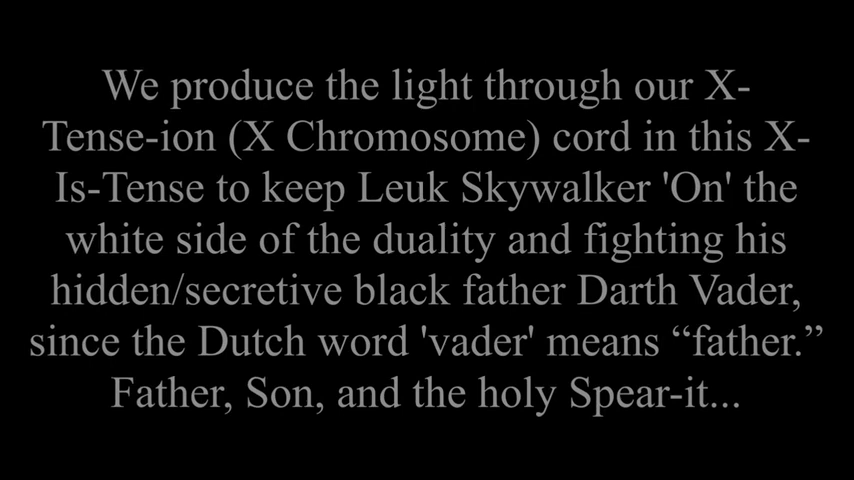 We produce the light through our X-
Tense-ion (X Chromosome) cord in this X-
Is-Tense to keep Leuk Skywalker 'On' the
white side of the duality and fighting his
hidden/secretive black father Darth Vader,
since the Dutch word 'vader' means “father.”
Father, Son, and the holy Spear-it...